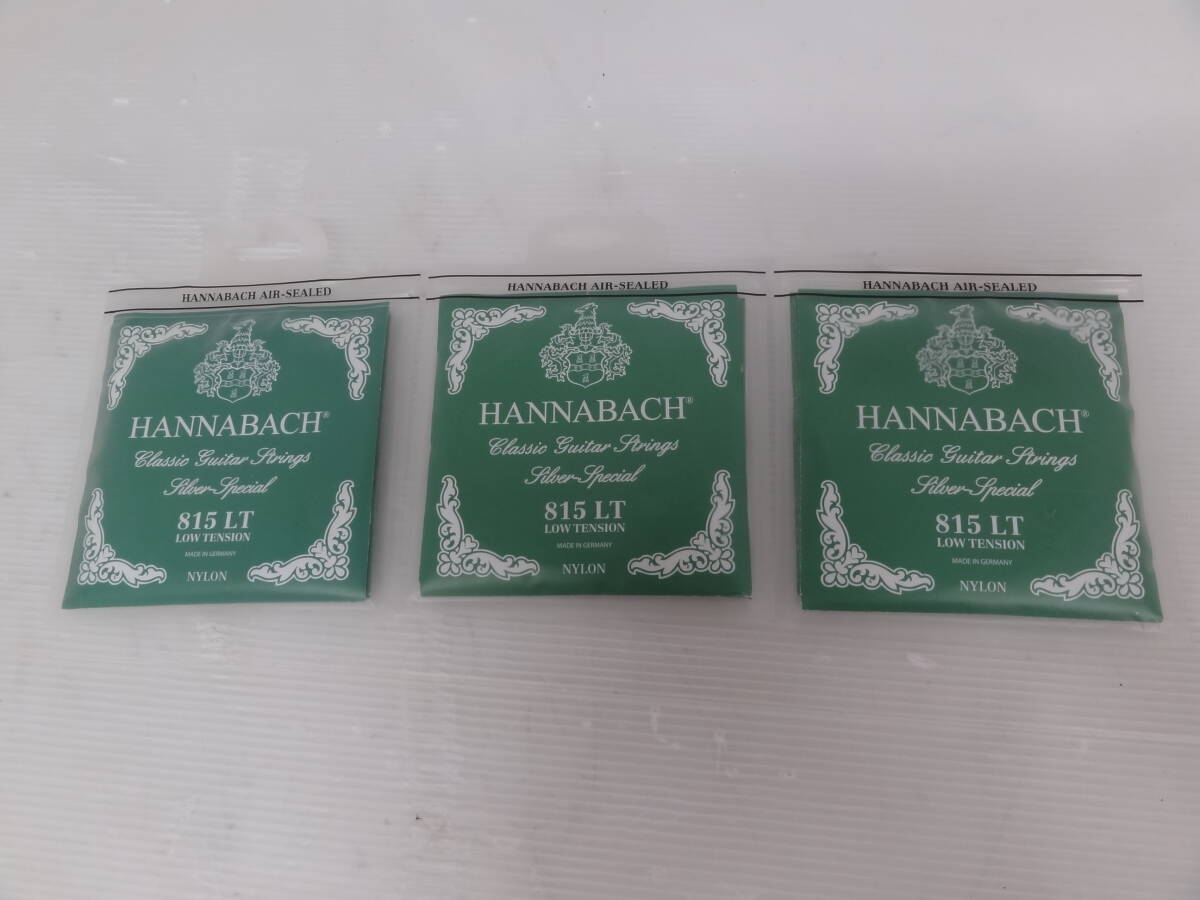 HANNABACH AIR-SEALED
HANNABACH®
Classic Guitar Strings
Silver-Special
815 LT
LOW TENSION
MADE IN GERMANY
NYLON
HANNABACH AIR-SEALED
HANNABACH®
Classic Guitar Strings
Silver-Special
815 LT
LOW TENSION
MADE IN GERMANY
NYLON
HANNABACH AIR-SEALED
HANNABACH®
Classic Guitar Strings
Silver-Special
815 LT
LOW TENSION
MADE IN GERMANY
NYLON